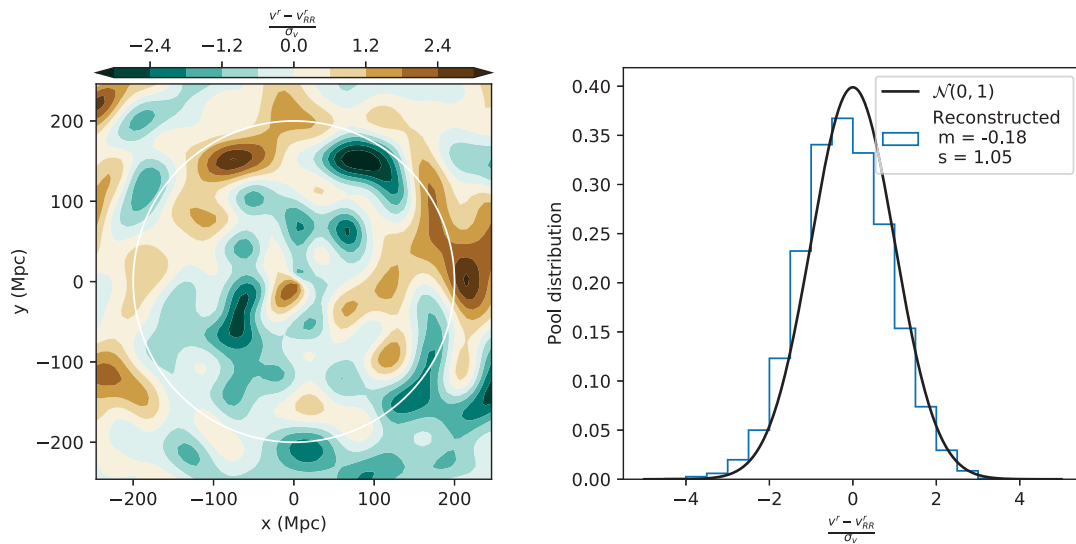 v^r − v^r_RR
σ_v
−2.4 −1.2 0.0 1.2 2.4
200
100
0
−100
−200
y (Mpc)
−200 −100 0 100 200
x (Mpc)
0.40
0.35
0.30
0.25
0.20
0.15
0.10
0.05
0.00
Pool distribution
𝒩(0, 1)
Reconstructed
m = -0.18
s = 1.05
−4 −2 0 2 4
v^r − v^r_RR
σ_v